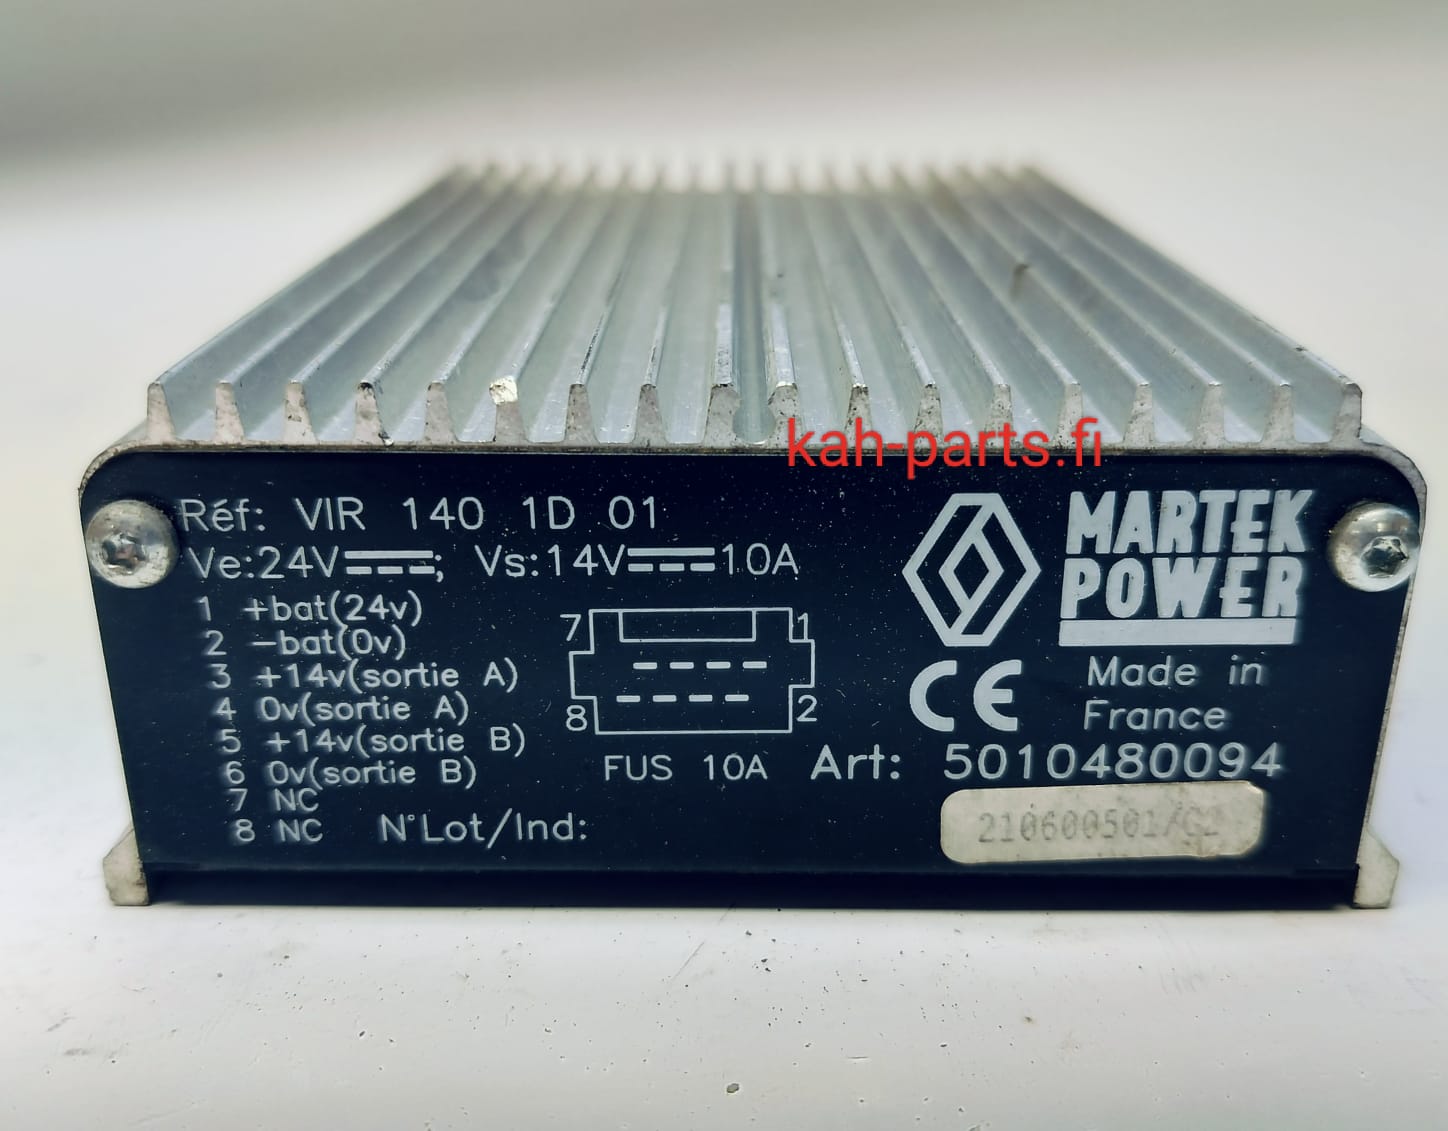 kah-parts.fi
Réf: VIR 140 1D 01
Ve:24V⎓; Vs:14V⎓10A
1 +bat(24v)
2 -bat(0v)
3 +14v(sortie A)
4 0v(sortie A)
5 +14v(sortie B)
6 0v(sortie B)
7 NC
8 NC
N°Lot/Ind:
7 1
8 2
FUS 10A
MARTEK
POWER
CE
Made in
France
Art: 5010480094
210600501/G2